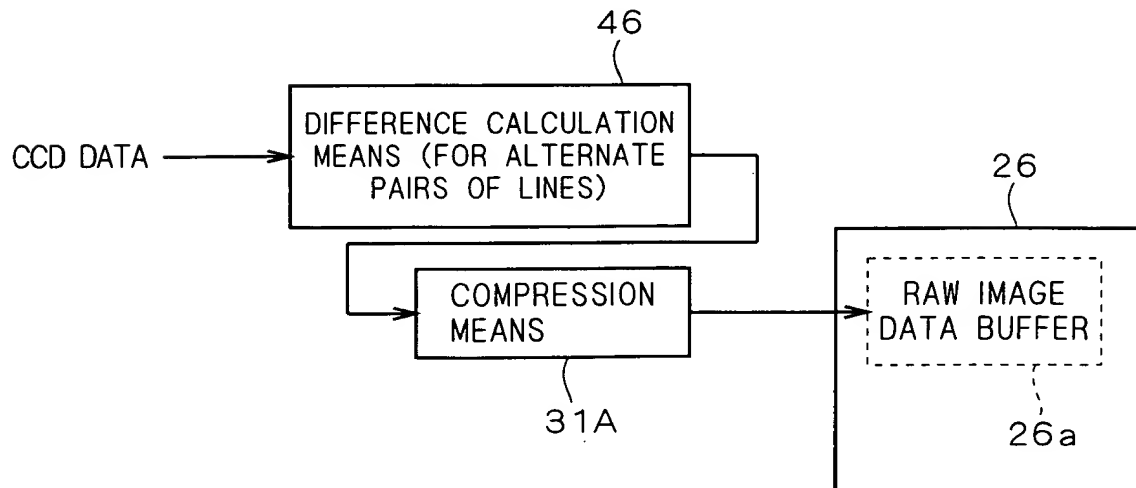 46
DIFFERENCE CALCULATION
MEANS (FOR ALTERNATE
PAIRS OF LINES)
CCD DATA
26
COMPRESSION
MEANS
RAW IMAGE
DATA BUFFER
31A
26a